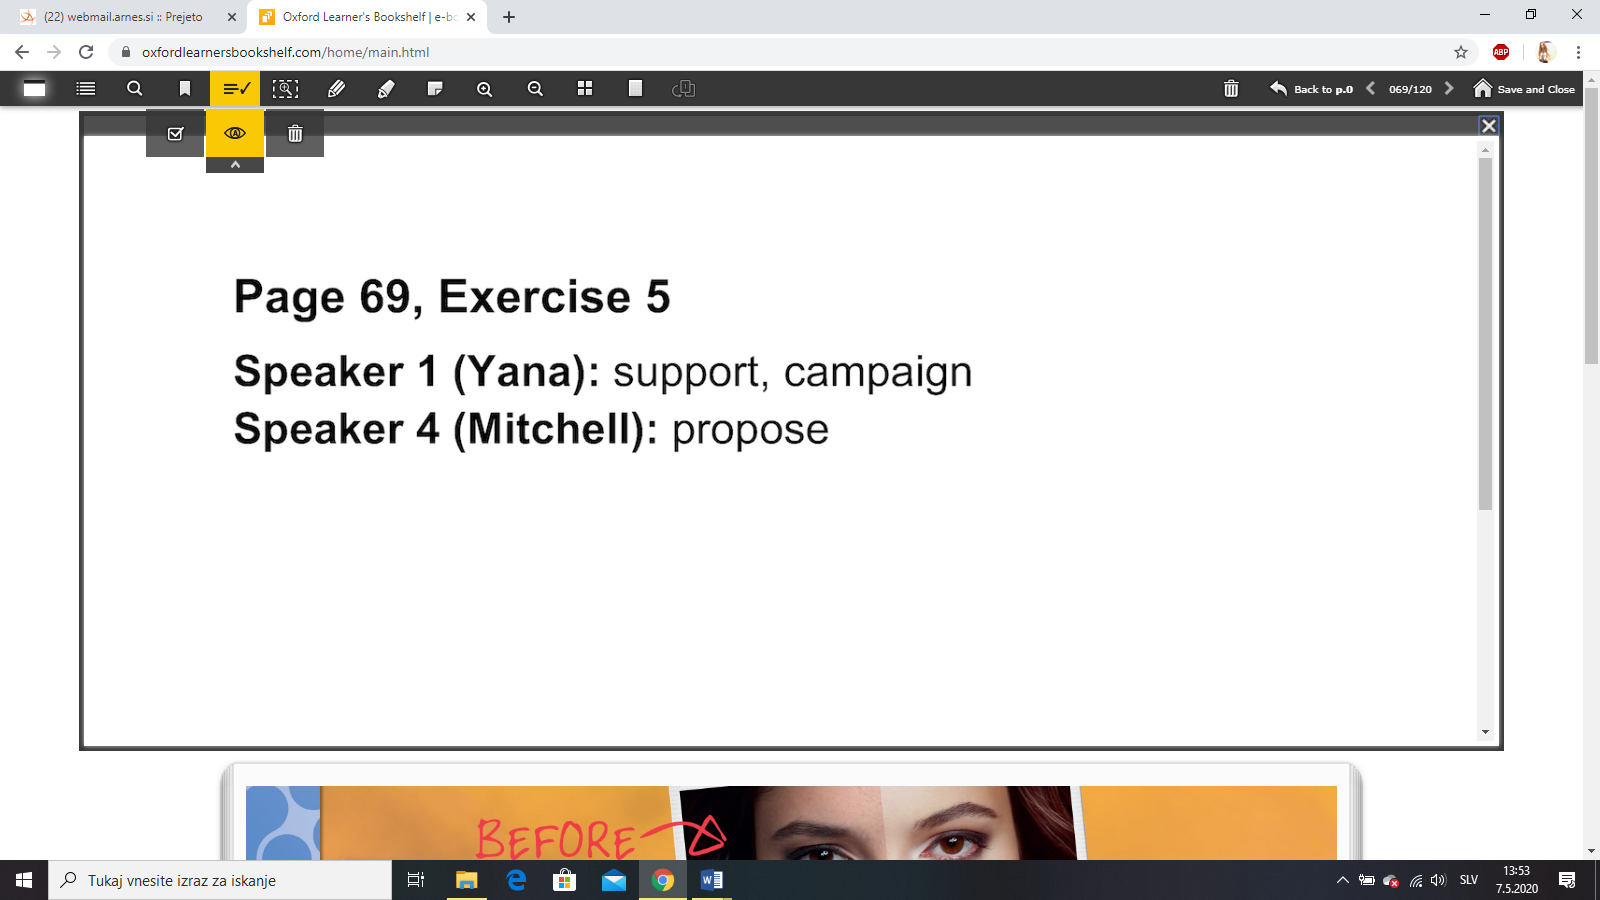 (22) webmail.arnes.si :: Prejeto
Oxford Learner's Bookshelf | e-bo
oxfordlearnersbookshelf.com/home/main.html
ABP
Back to p.0
069/120
Save and Close
Page 69, Exercise 5
Speaker 1 (Yana): support, campaign
Speaker 4 (Mitchell): propose
BEFORE
Tukaj vnesite izraz za iskanje
SLV
13:53
7.5.2020